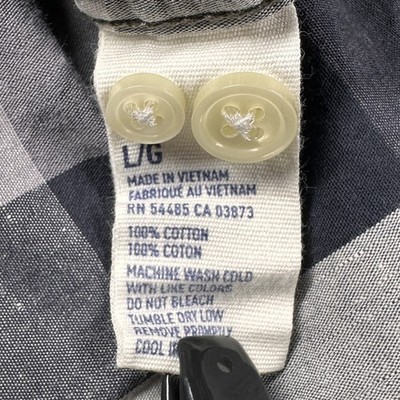 L/G
MADE IN VIETNAM
FABRIQUÉ AU VIETNAM
RN 54485 CA 03873
100% COTTON
100% COTON
MACHINE WASH COLD
WITH LIKE COLORS
DO NOT BLEACH
TUMBLE DRY LOW
REMOVE PROMPTLY
COOL